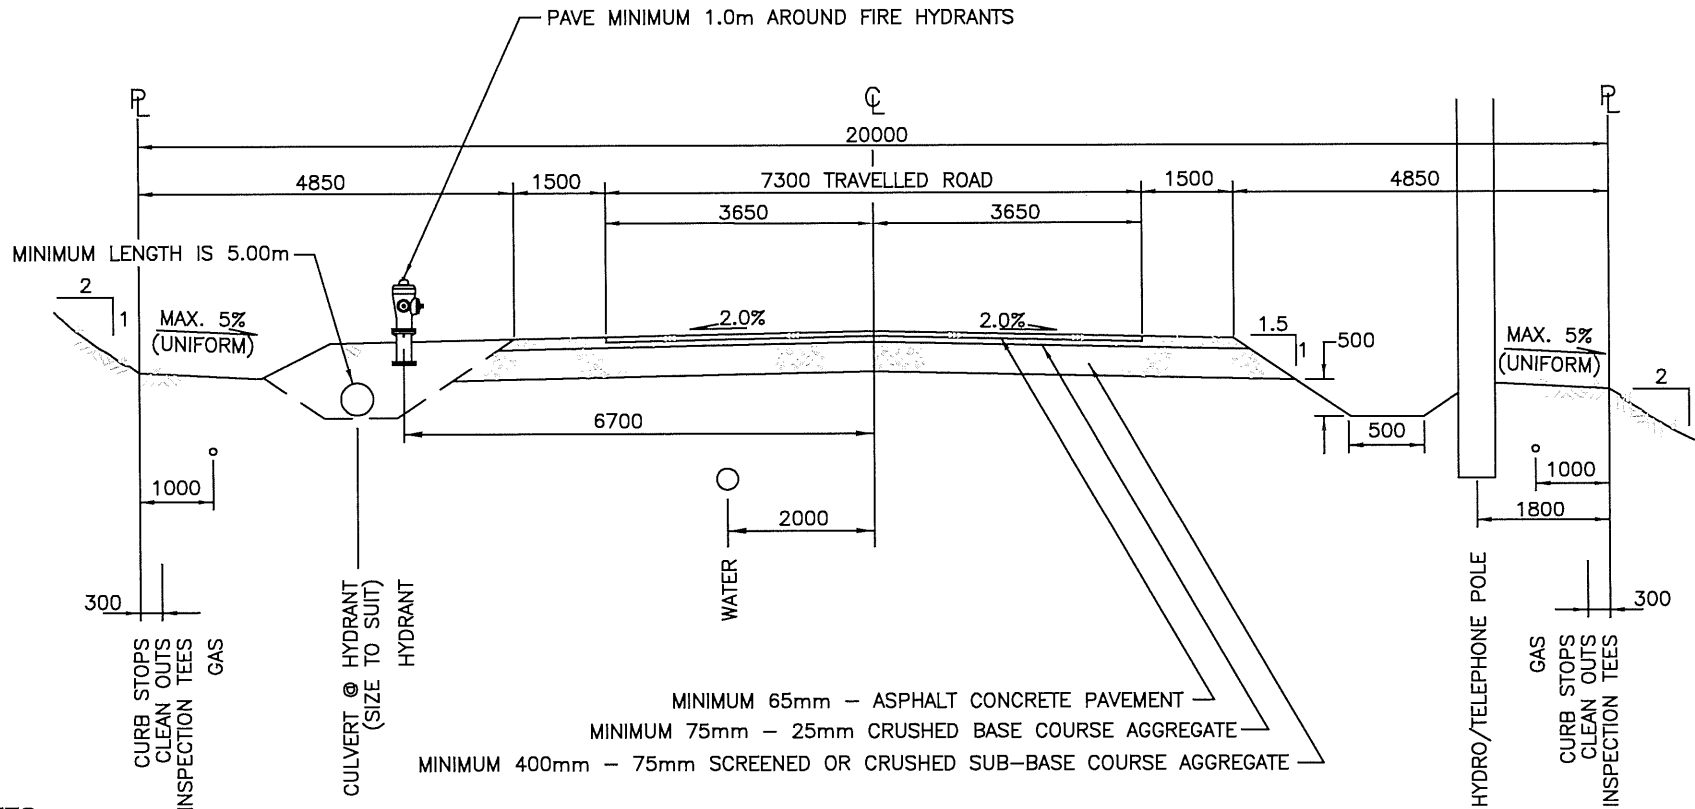 PAVE MINIMUM 1.0m AROUND FIRE HYDRANTS
PL
CL
PL
20000
4850
1500
7300 TRAVELLED ROAD
1500
4850
3650
3650
MINIMUM LENGTH IS 5.00m
2
1
MAX. 5%
(UNIFORM)
2.0%
2.0%
1.5
1
500
MAX. 5%
(UNIFORM)
2
6700
500
1000
1000
2000
1800
300
300
CURB STOPS
CLEAN OUTS
INSPECTION TEES
GAS
CULVERT @ HYDRANT
(SIZE TO SUIT)
HYDRANT
WATER
HYDRO/TELEPHONE POLE
GAS
CURB STOPS
CLEAN OUTS
INSPECTION TEES
MINIMUM 65mm - ASPHALT CONCRETE PAVEMENT
MINIMUM 75mm - 25mm CRUSHED BASE COURSE AGGREGATE
MINIMUM 400mm - 75mm SCREENED OR CRUSHED SUB-BASE COURSE AGGREGATE